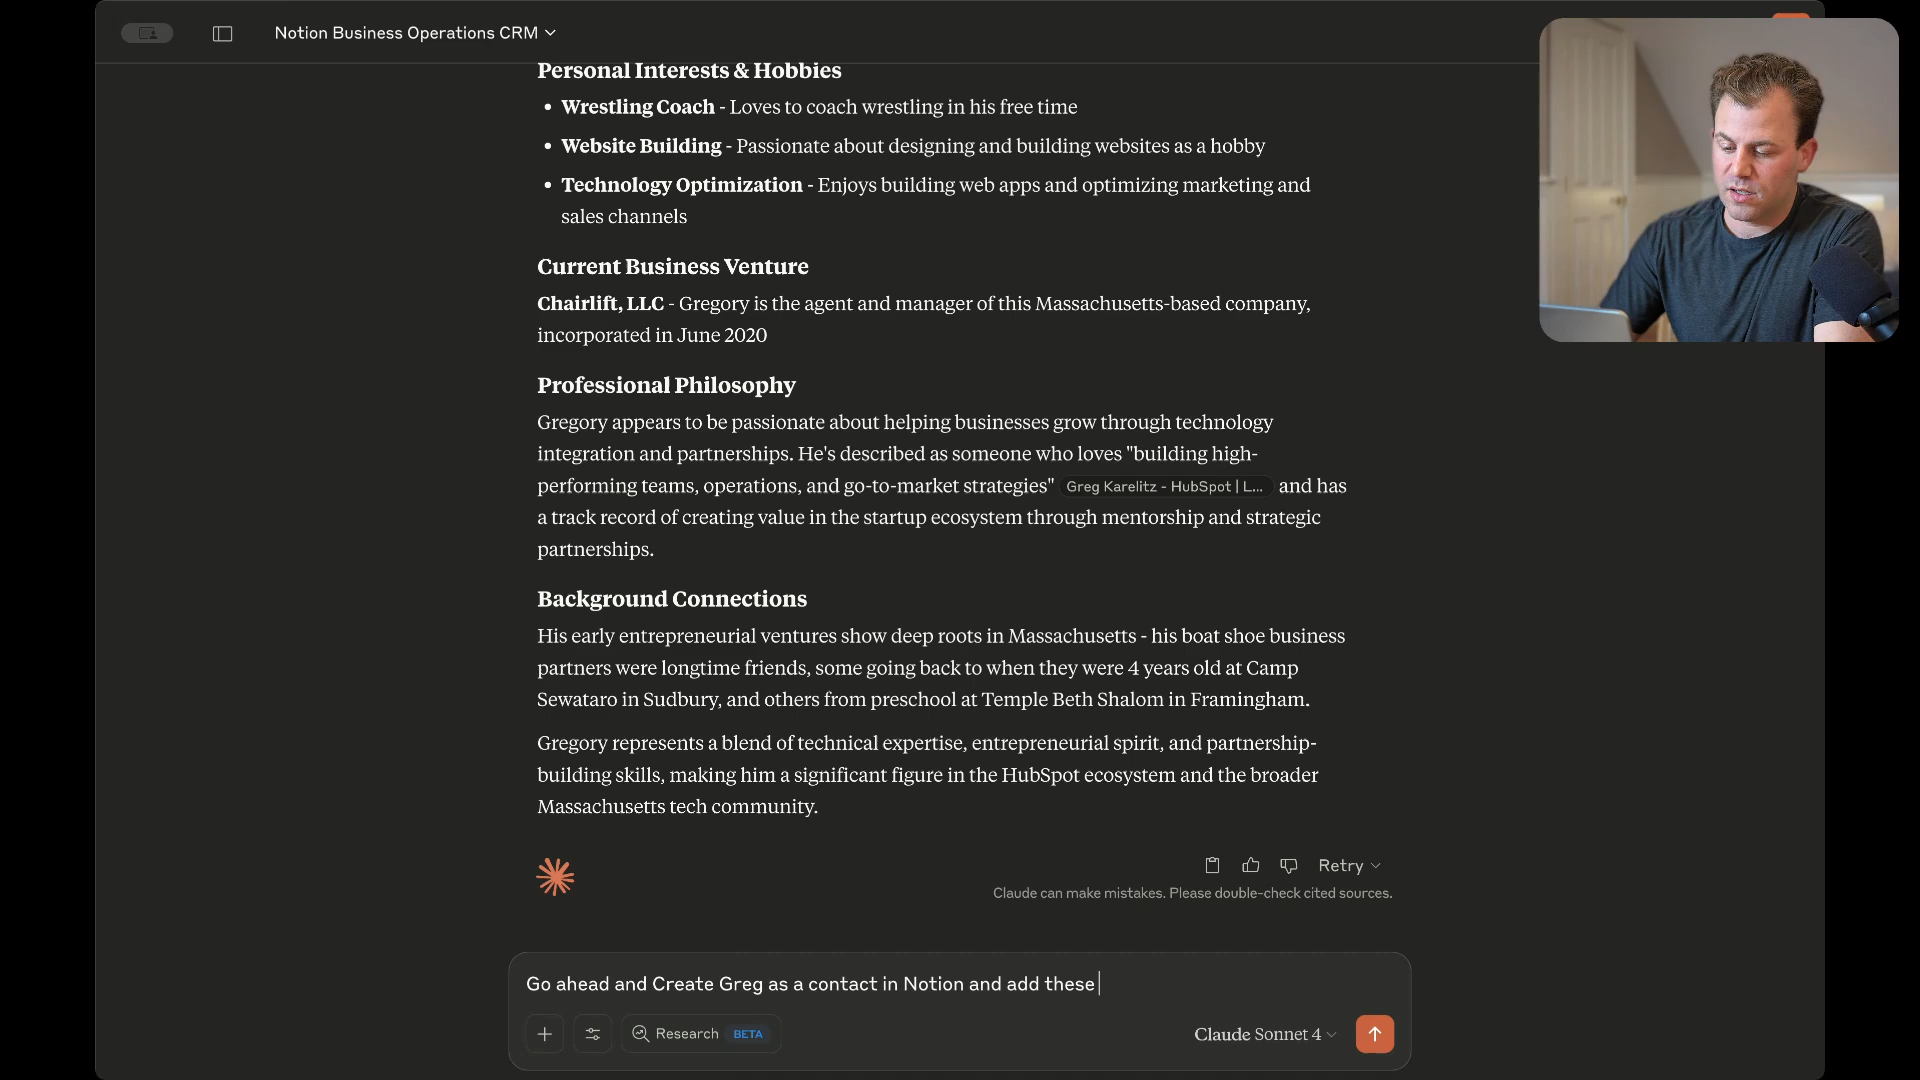 Notion Business Operations CRM
Personal Interests & Hobbies
• Wrestling Coach - Loves to coach wrestling in his free time
• Website Building - Passionate about designing and building websites as a hobby
• Technology Optimization - Enjoys building web apps and optimizing marketing and
sales channels
Current Business Venture
Chairlift, LLC - Gregory is the agent and manager of this Massachusetts-based company,
incorporated in June 2020
Professional Philosophy
Gregory appears to be passionate about helping businesses grow through technology
integration and partnerships. He's described as someone who loves "building high-
performing teams, operations, and go-to-market strategies" Greg Karelitz - HubSpot | L... and has
a track record of creating value in the startup ecosystem through mentorship and strategic
partnerships.
Background Connections
His early entrepreneurial ventures show deep roots in Massachusetts - his boat shoe business
partners were longtime friends, some going back to when they were 4 years old at Camp
Sewataro in Sudbury, and others from preschool at Temple Beth Shalom in Framingham.
Gregory represents a blend of technical expertise, entrepreneurial spirit, and partnership-
building skills, making him a significant figure in the HubSpot ecosystem and the broader
Massachusetts tech community.
Retry
Claude can make mistakes. Please double-check cited sources.
Go ahead and Create Greg as a contact in Notion and add these
Research BETA
Claude Sonnet 4